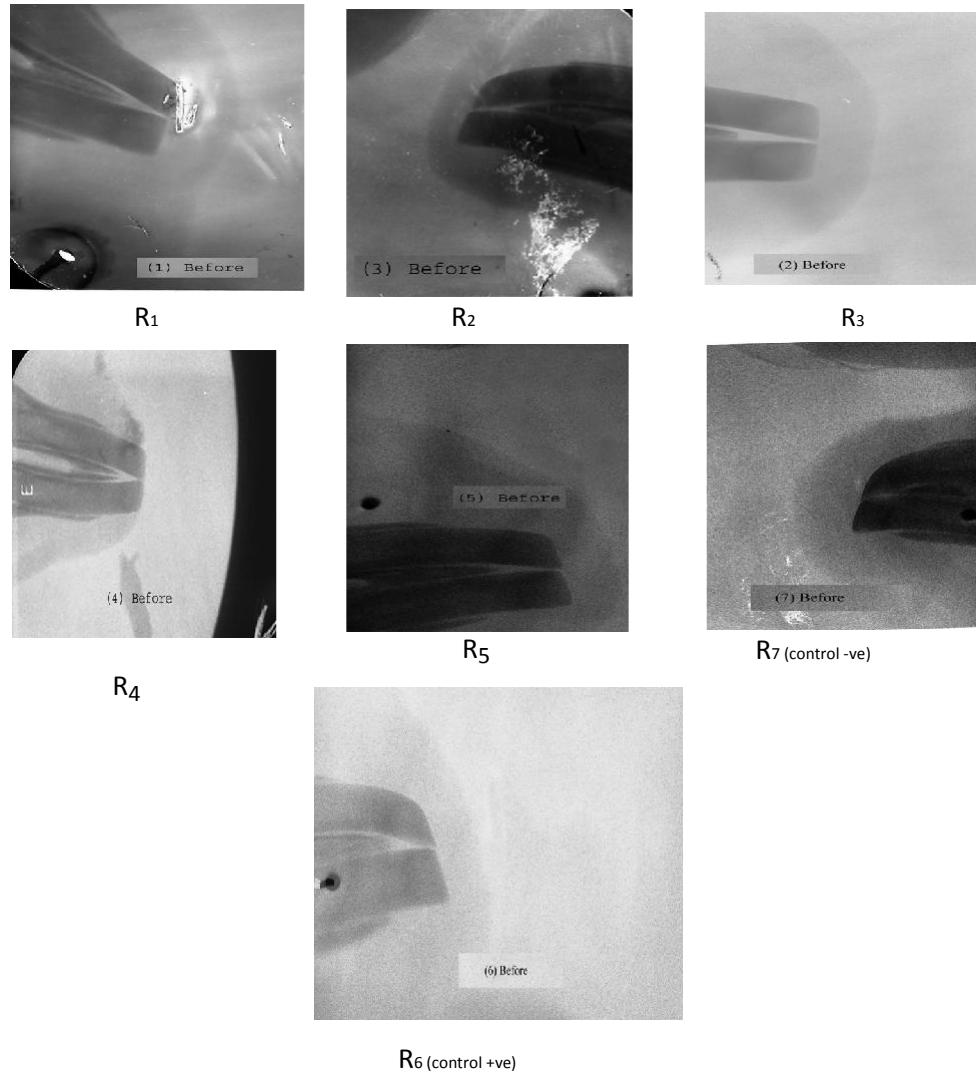 (1) Before
(3) Before
(2) Before
R1
R2
R3
E
(4) Before
(5) Before
(7) Before
R4
R5
R7 (control -ve)
(6) Before
R6 (control +ve)